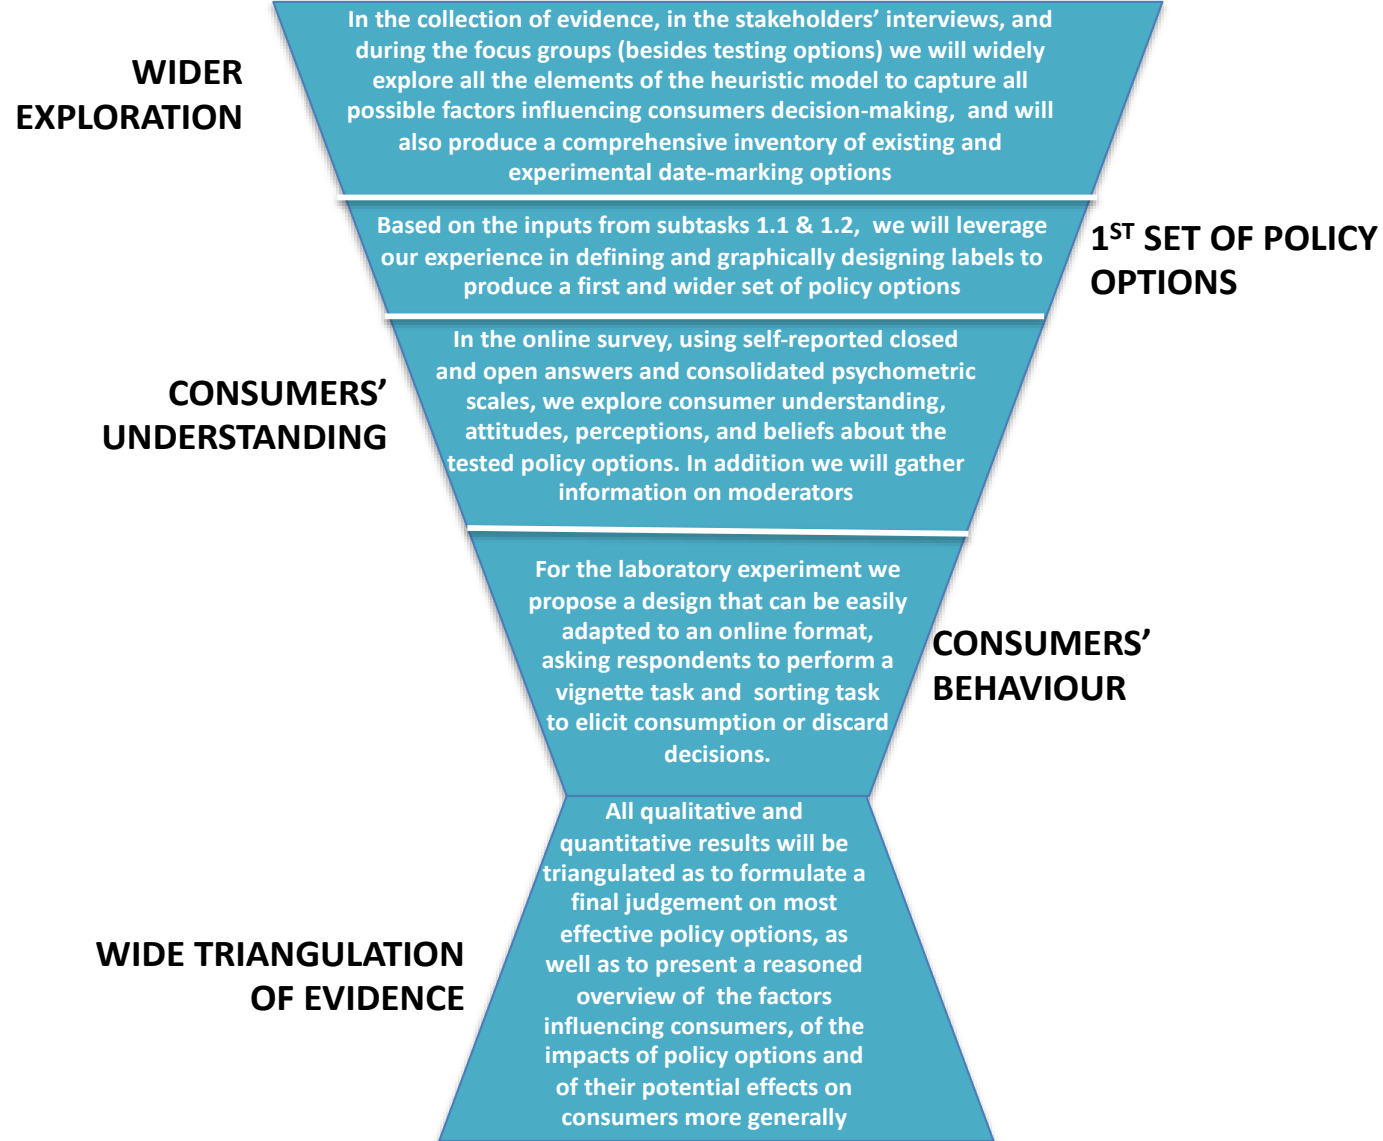 WIDER
EXPLORATION
In the collection of evidence, in the stakeholders' interviews, and
during the focus groups (besides testing options) we will widely
explore all the elements of the heuristic model to capture all
possible factors influencing consumers decision-making, and will
also produce a comprehensive inventory of existing and
experimental date-marking options
Based on the inputs from subtasks 1.1 & 1.2, we will leverage
our experience in defining and graphically designing labels to
produce a first and wider set of policy options
1ST SET OF POLICY
OPTIONS
CONSUMERS'
UNDERSTANDING
In the online survey, using self-reported closed
and open answers and consolidated psychometric
scales, we explore consumer understanding,
attitudes, perceptions, and beliefs about the
tested policy options. In addition we will gather
information on moderators
For the laboratory experiment we
propose a design that can be easily
adapted to an online format,
asking respondents to perform a
vignette task and sorting task
to elicit consumption or discard
decisions.
CONSUMERS'
BEHAVIOUR
WIDE TRIANGULATION
OF EVIDENCE
All qualitative and
quantitative results will be
triangulated as to formulate a
final judgement on most
effective policy options, as
well as to present a reasoned
overview of the factors
influencing consumers, of the
impacts of policy options and
of their potential effects on
consumers more generally